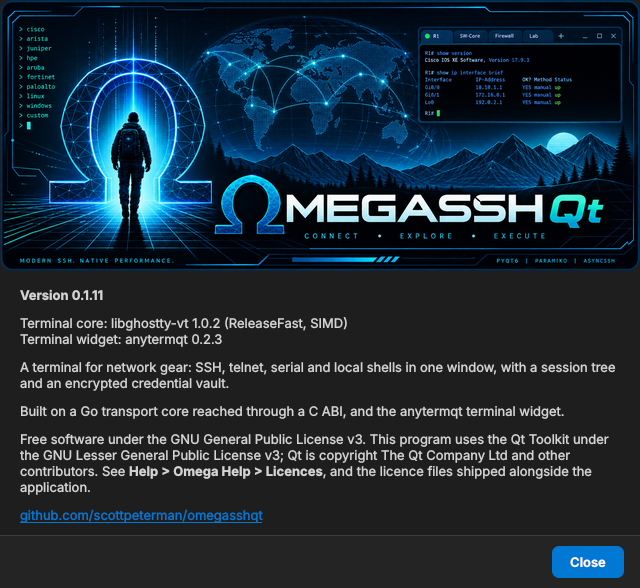 > cisco
> arista
> juniper
> hpe
> aruba
> fortinet
> paloalto
> linux
> windows
> custom
>
R1 SW-Core Firewall Lab +
R1# show version
Cisco IOS XE Software, Version 17.9.3
R1# show ip interface brief
Interface IP-Address OK? Method Status
Gi0/0 10.10.1.1 YES manual up
Gi0/1 172.16.0.1 YES manual up
Lo0 192.0.2.1 YES manual up
R1#
ΩMEGASSH Qt
CONNECT • EXPLORE • EXECUTE
MODERN SSH. NATIVE PERFORMANCE.
PYQT6 | PARAMIKO | ASYNCSSH
Version 0.1.11
Terminal core: libghostty-vt 1.0.2 (ReleaseFast, SIMD)
Terminal widget: anytermqt 0.2.3
A terminal for network gear: SSH, telnet, serial and local shells in one window, with a session tree
and an encrypted credential vault.
Built on a Go transport core reached through a C ABI, and the anytermqt terminal widget.
Free software under the GNU General Public License v3. This program uses the Qt Toolkit under
the GNU Lesser General Public License v3; Qt is copyright The Qt Company Ltd and other
contributors. See Help > Omega Help > Licences, and the licence files shipped alongside the
application.
github.com/scottpeterman/omegasshqt
Close